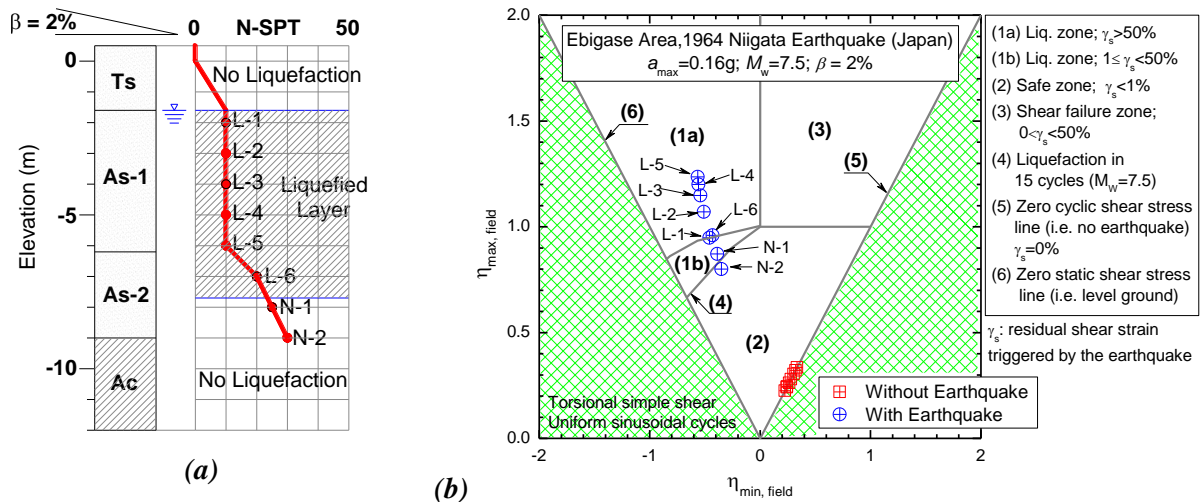 β = 2%
0 N-SPT 50
0
-5
-10
Elevation (m)
Ts
As-1
As-2
Ac
No Liquefaction
L-1
L-2
L-3
Liquefied
Layer
L-4
L-5
L-6
N-1
N-2
No Liquefaction
(a)
Ebigase Area,1964 Niigata Earthquake (Japan)
a_max=0.16g; M_w=7.5; β = 2%
2.0
1.5
1.0
0.5
0.0
η_max, field
(6)
(1a)
(3)
(5)
L-5
L-4
L-3
L-2
L-6
L-1
N-1
(1b)
N-2
(4)
(2)
Without Earthquake
With Earthquake
Torsional simple shear
Uniform sinusoidal cycles
-2
-1
0
1
2
η_min, field
(b)
(1a) Liq. zone; γ_s>50%
(1b) Liq. zone; 1≤ γ_s<50%
(2) Safe zone; γ_s<1%
(3) Shear failure zone;
0<γ_s<50%
(4) Liquefaction in
15 cycles (M_w=7.5)
(5) Zero cyclic shear stress
line (i.e. no earthquake)
γ_s=0%
(6) Zero static shear stress
line (i.e. level ground)
γ_s: residual shear strain
triggered by the earthquake